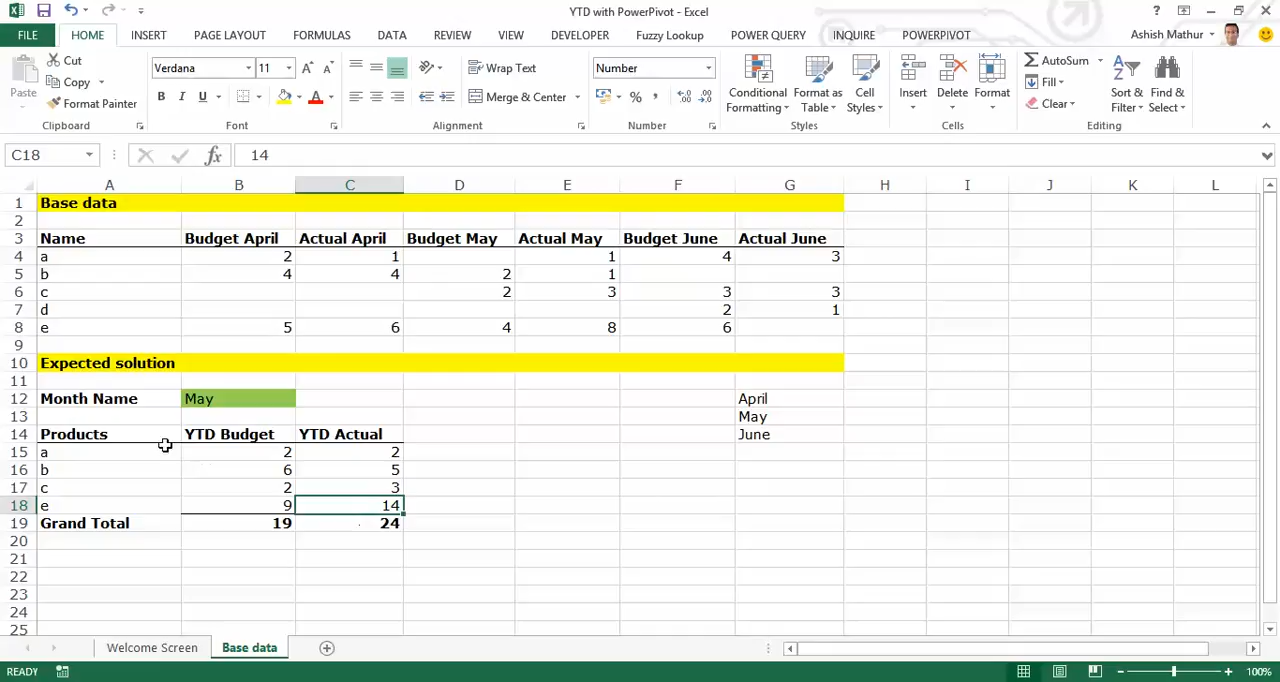 YTD with PowerPivot - Excel
?
FILE HOME INSERT PAGE LAYOUT FORMULAS DATA REVIEW VIEW DEVELOPER Fuzzy Lookup POWER QUERY INQUIRE POWERPIVOT Ashish Mathur
Paste
Cut
Copy
Format Painter
Clipboard
Verdana 11
B I U
Font
Wrap Text
Merge & Center
Alignment
Number
%
Number
Conditional Formatting
Format as Table
Cell Styles
Styles
Insert
Delete
Format
Cells
AutoSum
Fill
Clear
Sort & Filter
Find & Select
Editing
C18 fx 14
A B C D E F G H I J K L
1 Base data
2
3 Name Budget April Actual April Budget May Actual May Budget June Actual June
4 a 2 1 1 4 3
5 b 4 4 2 1
6 c 2 3 3 3
7 d 2 1
8 e 5 6 4 8 6
9
10 Expected solution
11
12 Month Name May April
13 May
14 Products YTD Budget YTD Actual June
15 a 2 2
16 b 6 5
17 c 2 3
18 e 9 14
19 Grand Total 19 24
20
21
22
23
24
25
Welcome Screen Base data
READY 100%